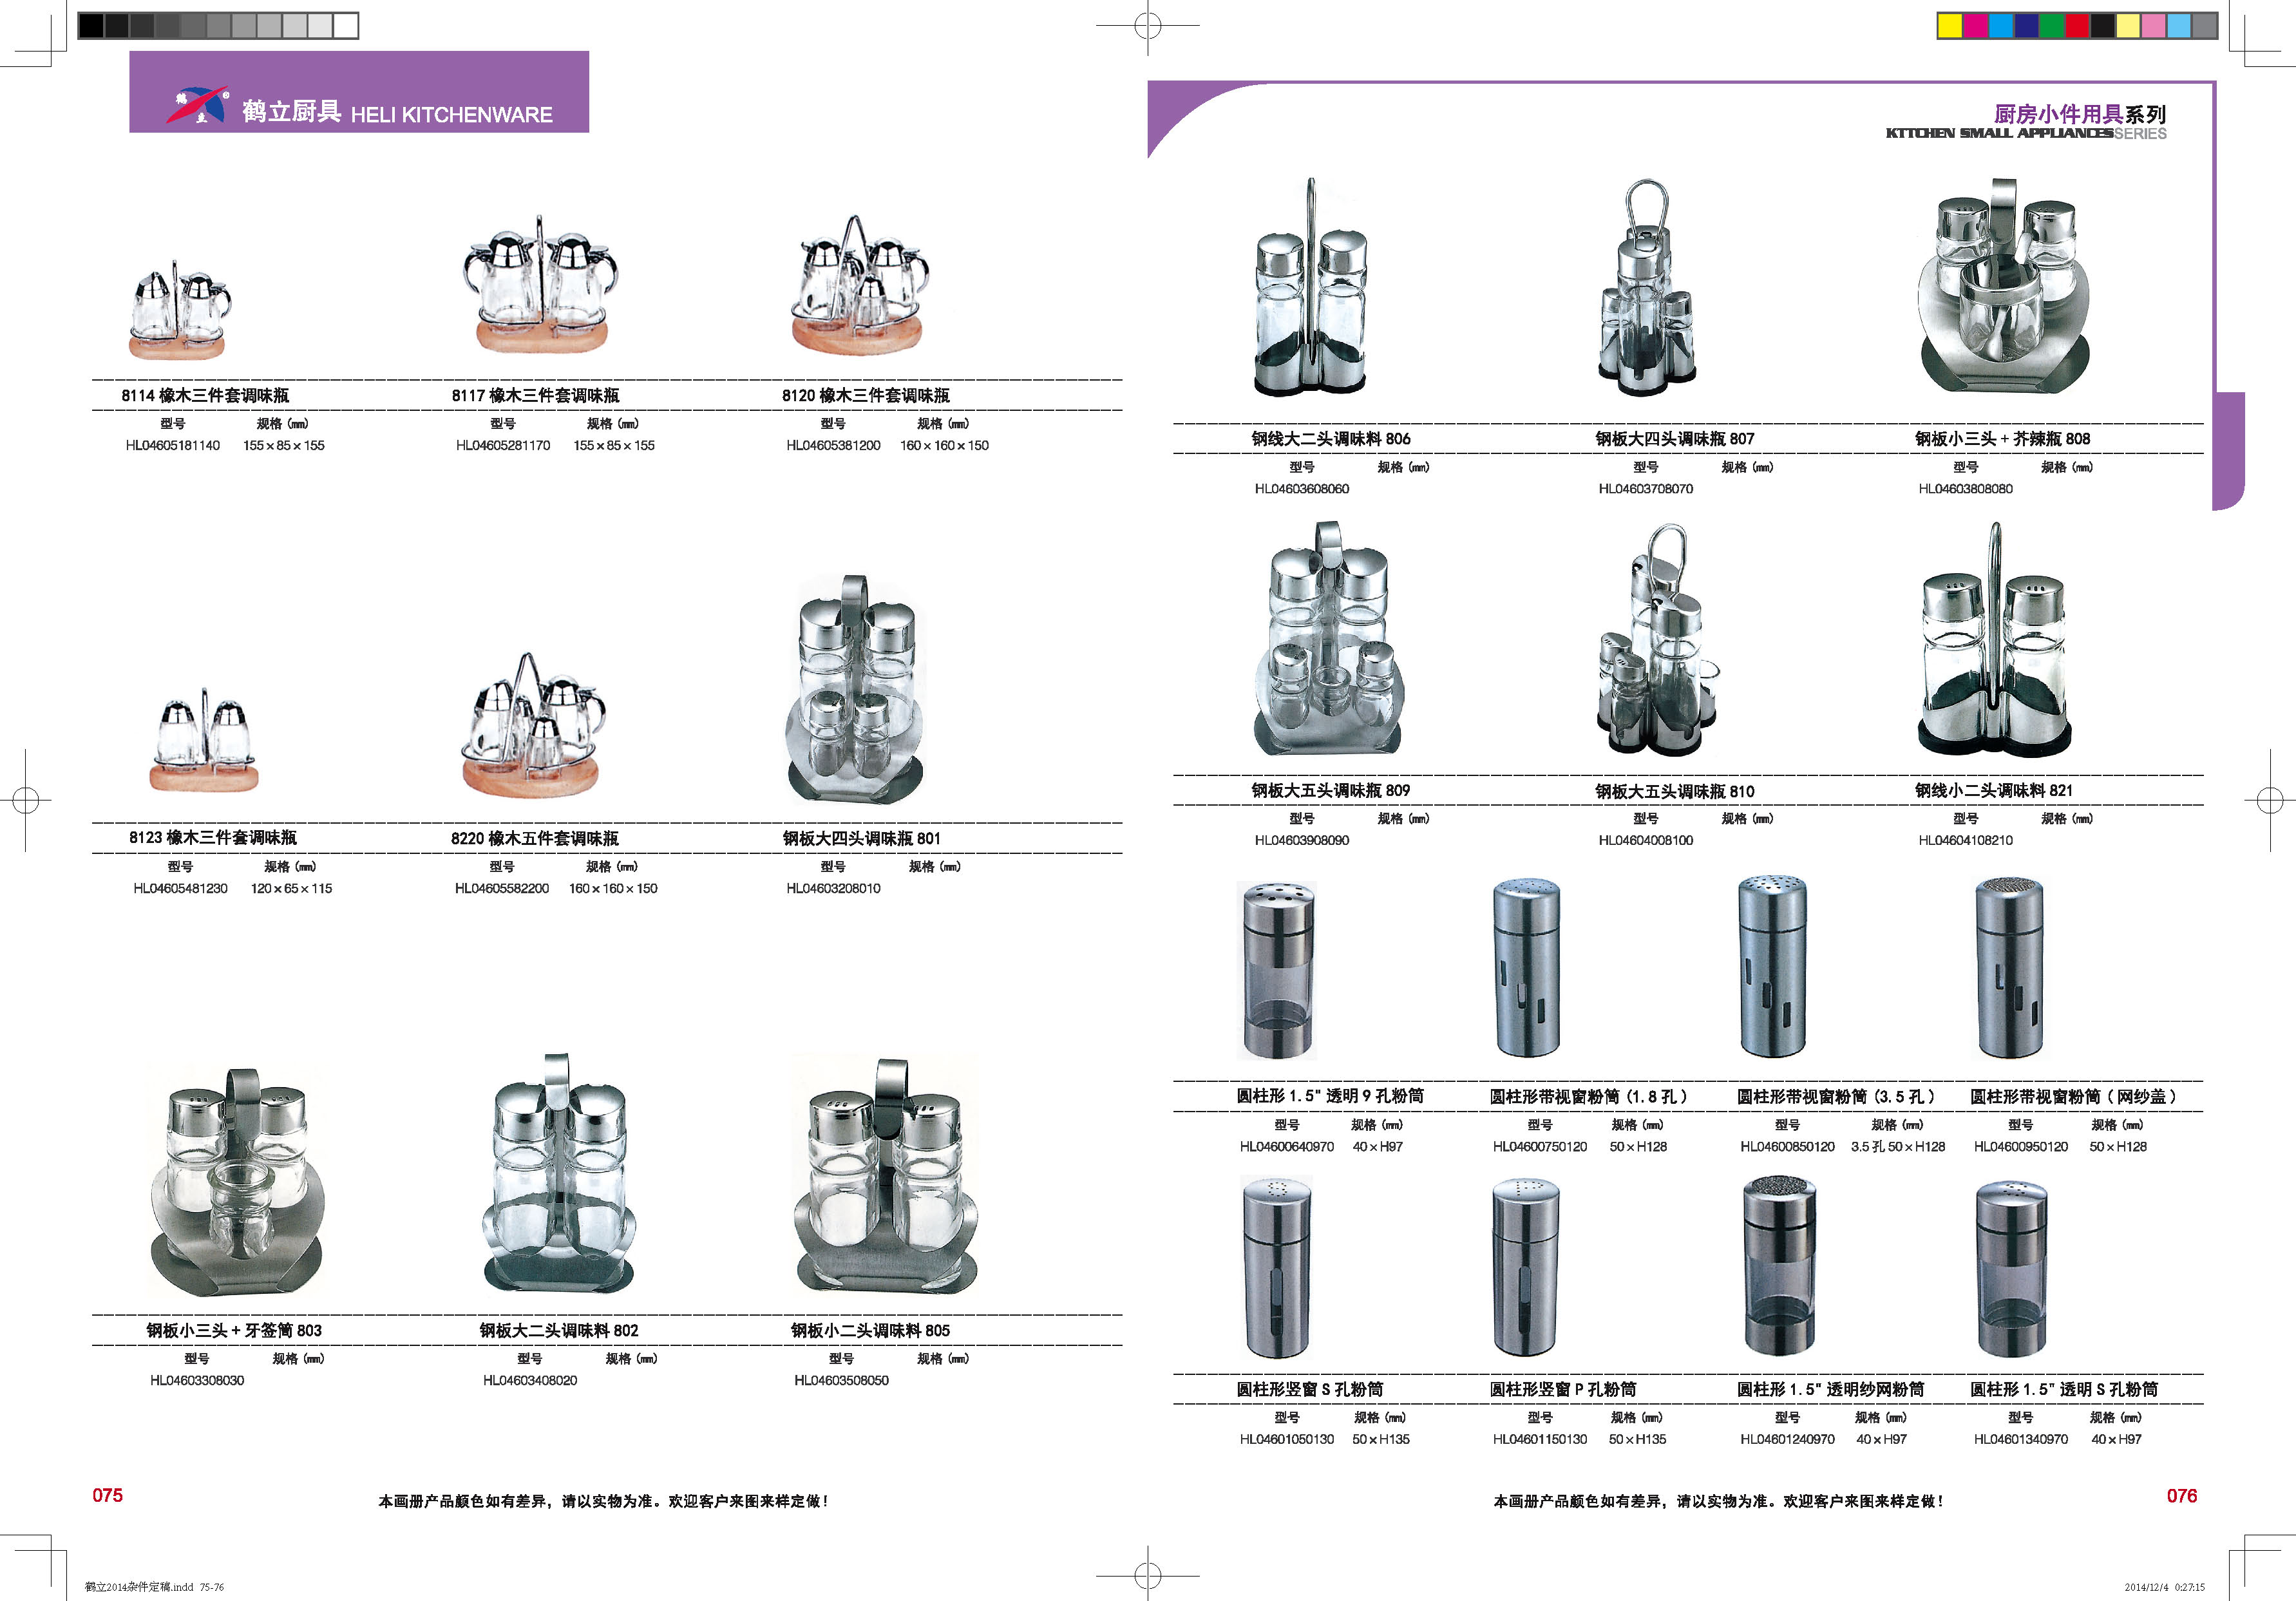 鹤立厨具 HELI KITCHENWARE
8114 橡木三件套调味瓶 8117 橡木三件套调味瓶 8120 橡木三件套调味瓶
型号 规格 (mm) 型号 规格 (mm) 型号 规格 (mm)
HL04605181140 155×85×155 HL04605281170 155×85×155 HL04605381200 160×160×150
8123 橡木三件套调味瓶 8220 橡木五件套调味瓶 钢板大四头调味瓶 801
型号 规格 (mm) 型号 规格 (mm) 型号 规格 (mm)
HL04605481230 120×65×115 HL04605582200 160×160×150 HL04603208010
钢板小三头+牙签筒 803 钢板大二头调味料 802 钢板小二头调味料 805
型号 规格 (mm) 型号 规格 (mm) 型号 规格 (mm)
HL04603308030 HL04603408020 HL04603508050
075
本画册产品颜色如有差异，请以实物为准。欢迎客户来图来样定做！
厨房小件用具系列
KTTCHEN SMALL APPLIANCES SERIES
钢线大二头调味料 806 钢板大四头调味瓶 807 钢板小三头+芥辣瓶 808
型号 规格 (mm) 型号 规格 (mm) 型号 规格 (mm)
HL04603608060 HL04603708070 HL04603808080
钢板大五头调味瓶 809 钢板大五头调味瓶 810 钢线小二头调味料 821
型号 规格 (mm) 型号 规格 (mm) 型号 规格 (mm)
HL04603908090 HL04604008100 HL04604108210
圆柱形 1.5" 透明 9 孔粉筒 圆柱形带视窗粉筒 (1.8 孔) 圆柱形带视窗粉筒 (3.5 孔) 圆柱形带视窗粉筒 (网纱盖)
型号 规格 (mm) 型号 规格 (mm) 型号 规格 (mm) 型号 规格 (mm)
HL04600640970 40×H97 HL04600750120 50×H128 HL04600850120 3.5 孔 50×H128 HL04600950120 50×H128
圆柱形竖窗 S 孔粉筒 圆柱形竖窗 P 孔粉筒 圆柱形 1.5" 透明纱网粉筒 圆柱形 1.5" 透明 S 孔粉筒
型号 规格 (mm) 型号 规格 (mm) 型号 规格 (mm) 型号 规格 (mm)
HL04601050130 50×H135 HL04601150130 50×H135 HL04601240970 40×H97 HL04601340970 40×H97
本画册产品颜色如有差异，请以实物为准。欢迎客户来图来样定做！
076
鹤立2014杂件定稿.indd 75-76
2014/12/4 0:27:15